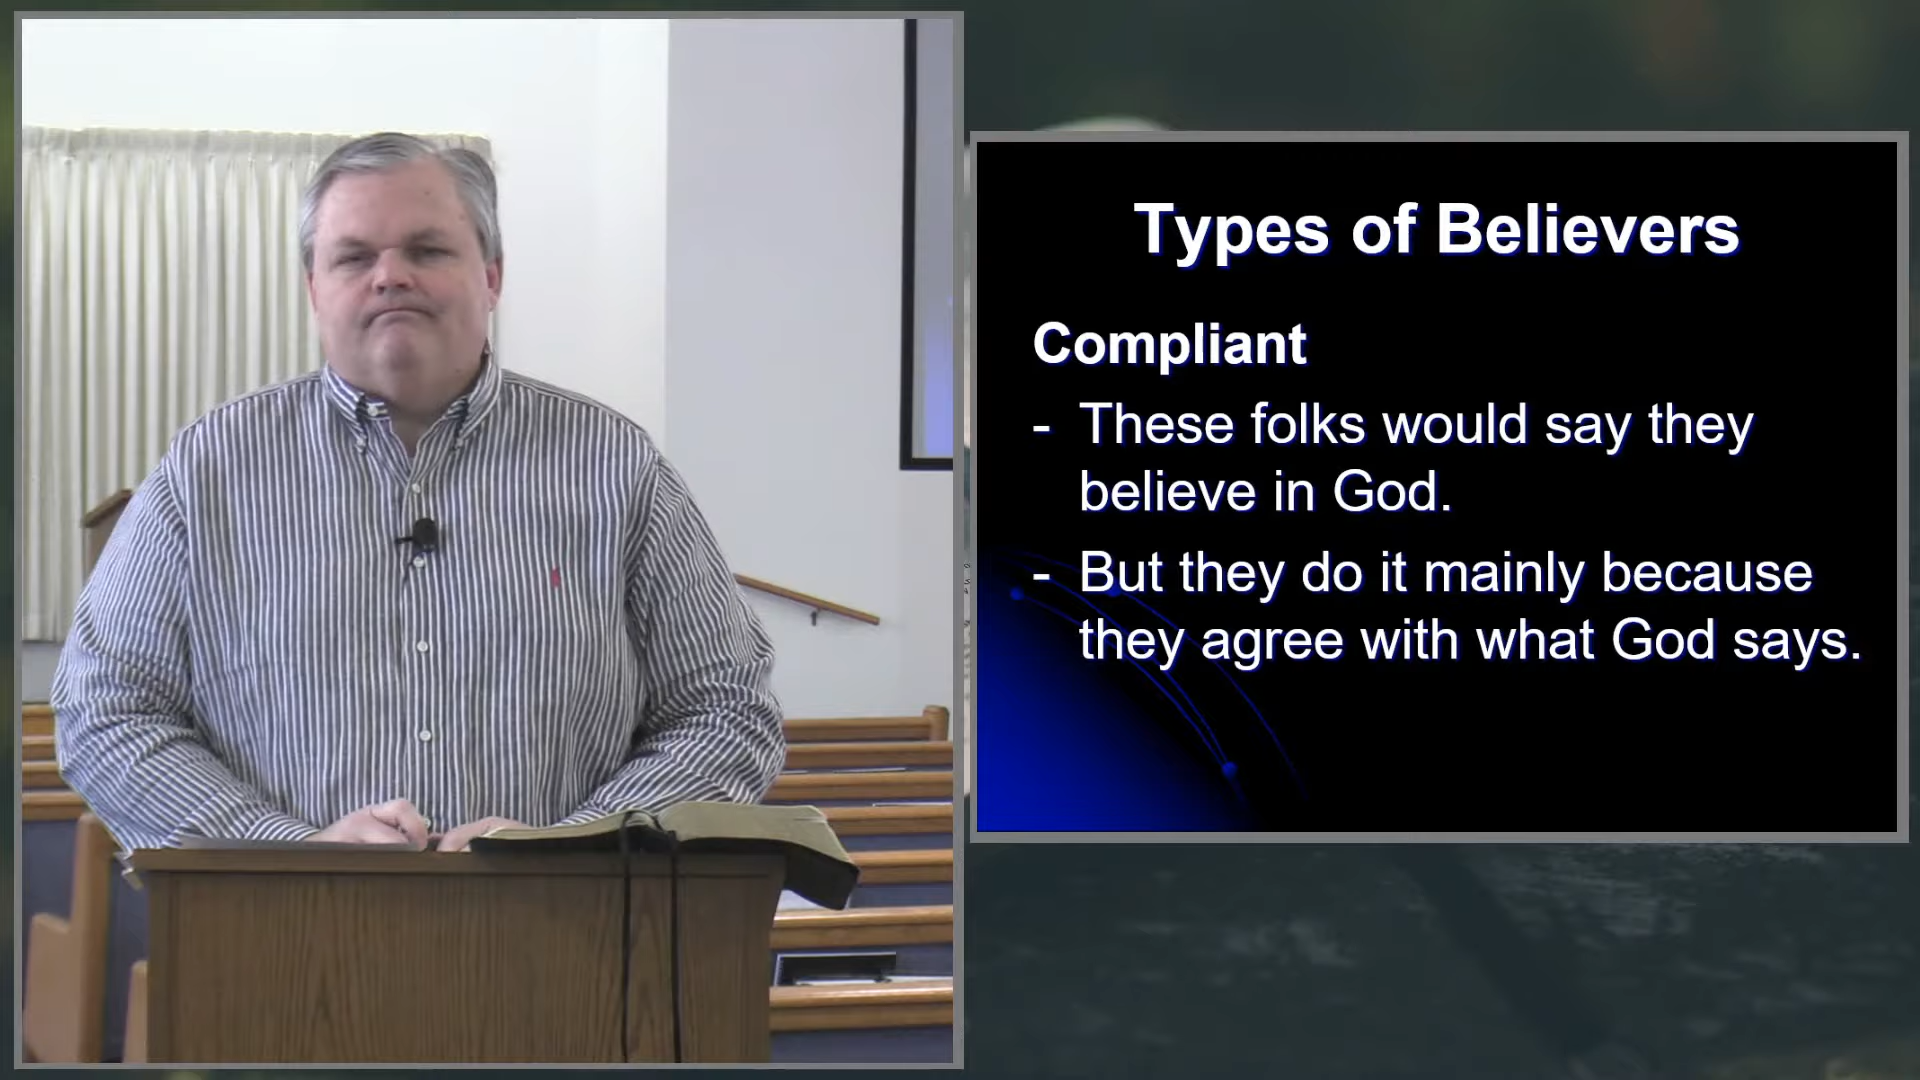 Types of Believers
Compliant
- These folks would say they
believe in God.
- But they do it mainly because
they agree with what God says.